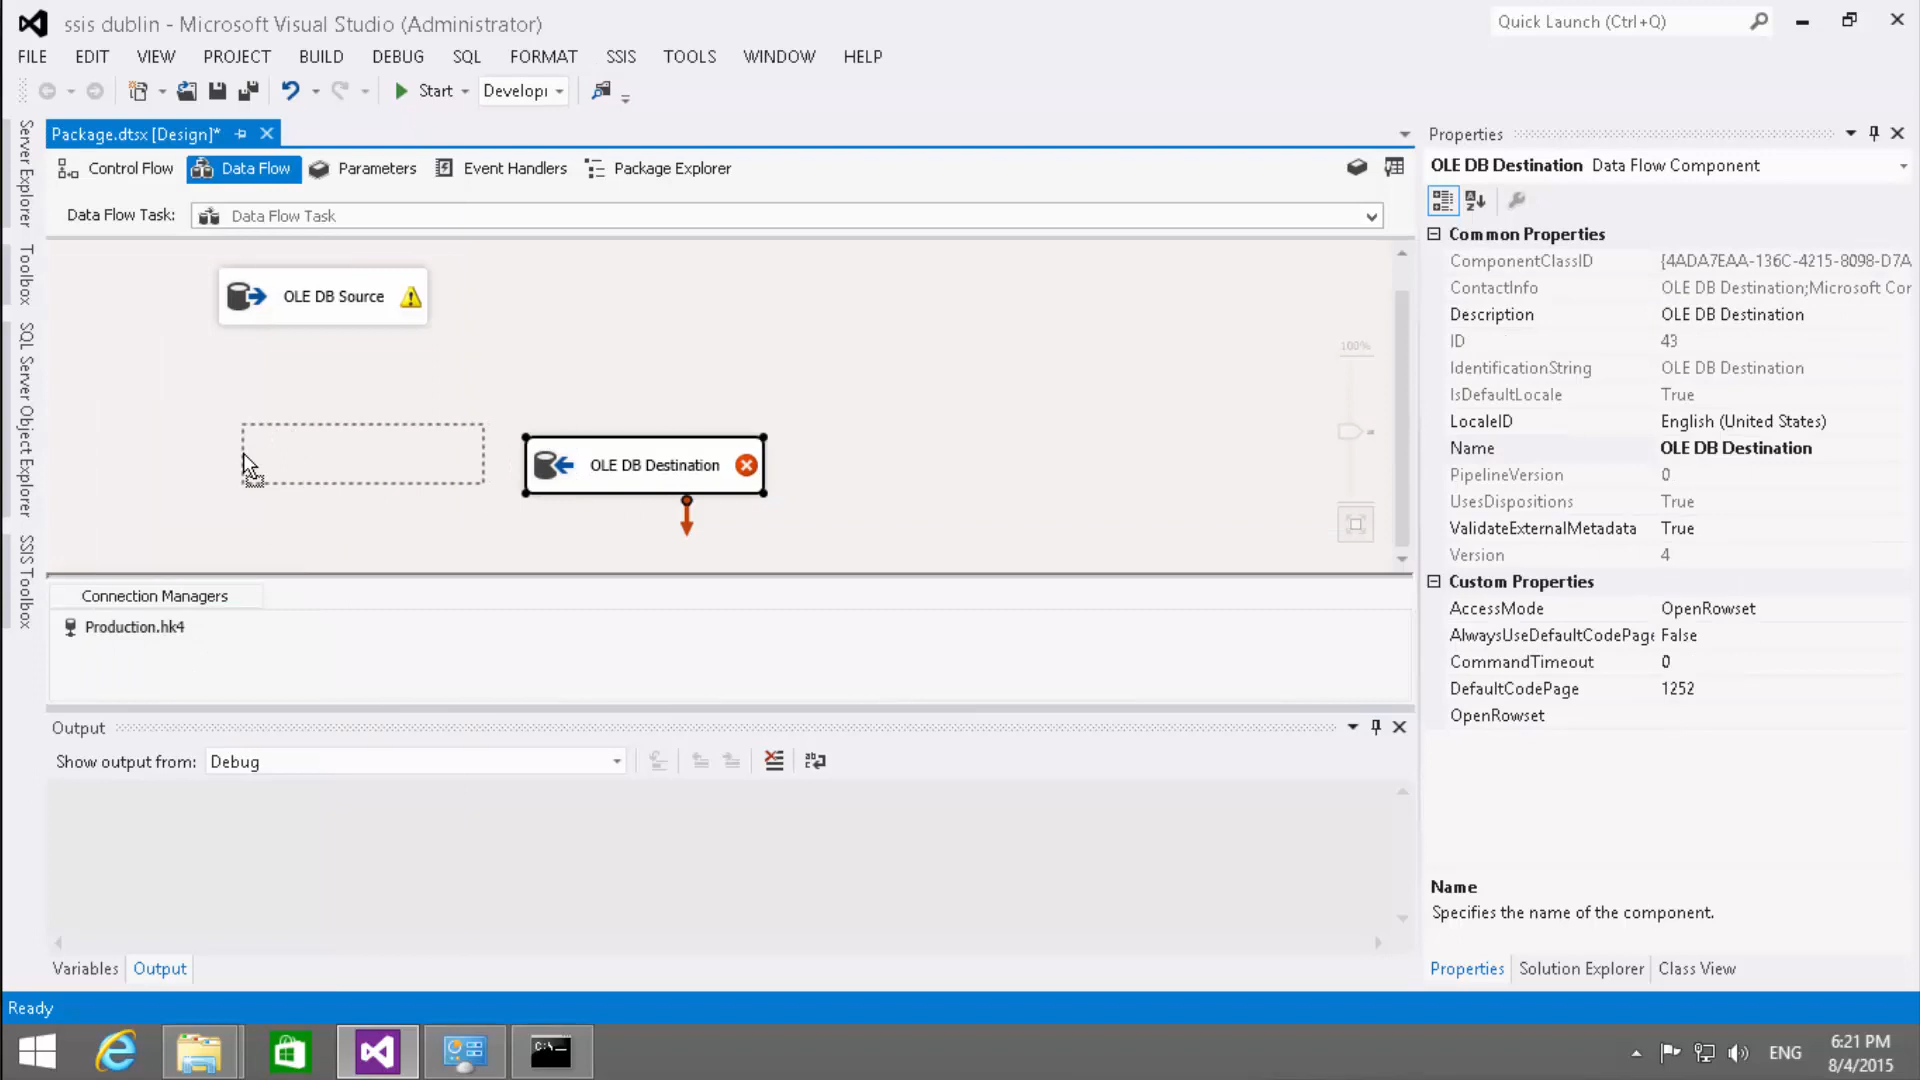 ssis dublin - Microsoft Visual Studio (Administrator)
Quick Launch (Ctrl+Q)
FILE EDIT VIEW PROJECT BUILD DEBUG SQL FORMAT SSIS TOOLS WINDOW HELP
Start Developi
Package.dtsx [Design]*
Control Flow Data Flow Parameters Event Handlers Package Explorer
Data Flow Task: Data Flow Task
Server Explorer
Toolbox
SQL Server Object Explorer
SSIS Toolbox
OLE DB Source
100%
OLE DB Destination
Connection Managers
Production.hk4
Output
Show output from: Debug
Variables Output
Properties
OLE DB Destination Data Flow Component
Common Properties
ComponentClassID {4ADA7EAA-136C-4215-8098-D7A
ContactInfo OLE DB Destination;Microsoft Cor
Description OLE DB Destination
ID 43
IdentificationString OLE DB Destination
IsDefaultLocale True
LocaleID English (United States)
Name OLE DB Destination
PipelineVersion 0
UsesDispositions True
ValidateExternalMetadata True
Version 4
Custom Properties
AccessMode OpenRowset
AlwaysUseDefaultCodePage False
CommandTimeout 0
DefaultCodePage 1252
OpenRowset
Name
Specifies the name of the component.
Properties Solution Explorer Class View
Ready
ENG
6:21 PM
8/4/2015